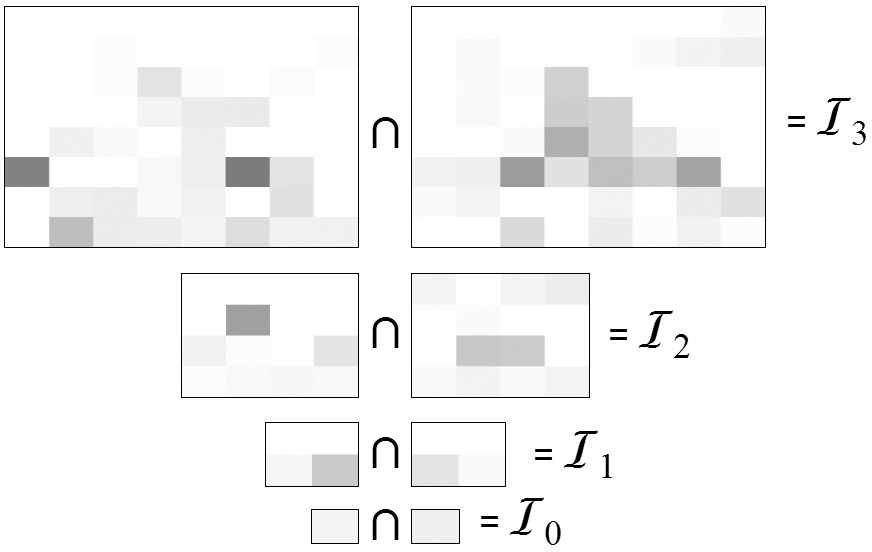 ∩ = ℐ₃
∩ = ℐ₂
∩ = ℐ₁
∩ = ℐ₀